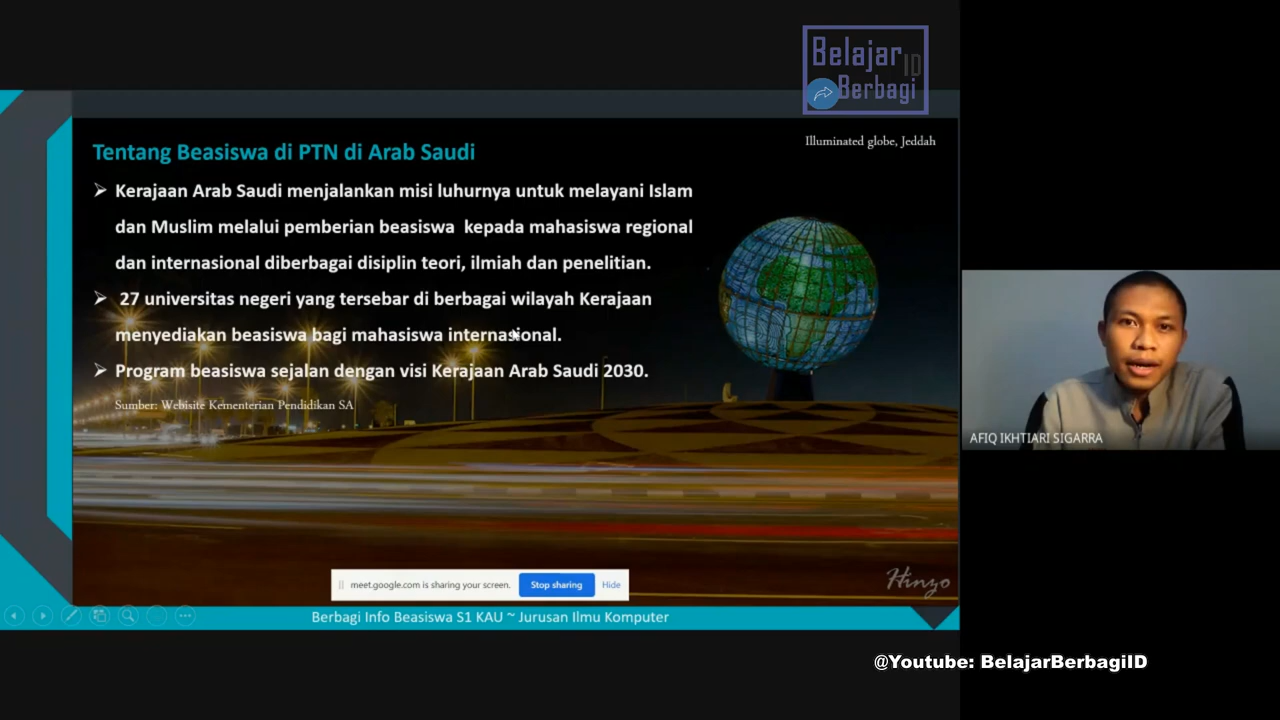 Belajar
ID
Berbagi
Illuminated globe, Jeddah
Tentang Beasiswa di PTN di Arab Saudi
Kerajaan Arab Saudi menjalankan misi luhurnya untuk melayani Islam
dan Muslim melalui pemberian beasiswa kepada mahasiswa regional
dan internasional diberbagai disiplin teori, ilmiah dan penelitian.
27 universitas negeri yang tersebar di berbagai wilayah Kerajaan
menyediakan beasiswa bagi mahasiswa internasional.
Program beasiswa sejalan dengan visi Kerajaan Arab Saudi 2030.
Sumber: Webisite Kementerian Pendidikan SA
AFIQ IKHTIARI SIGARRA
meet.google.com is sharing your screen.
Stop sharing
Hide
Hinzo
Berbagi Info Beasiswa S1 KAU ~ Jurusan Ilmu Komputer
@Youtube: BelajarBerbagiID